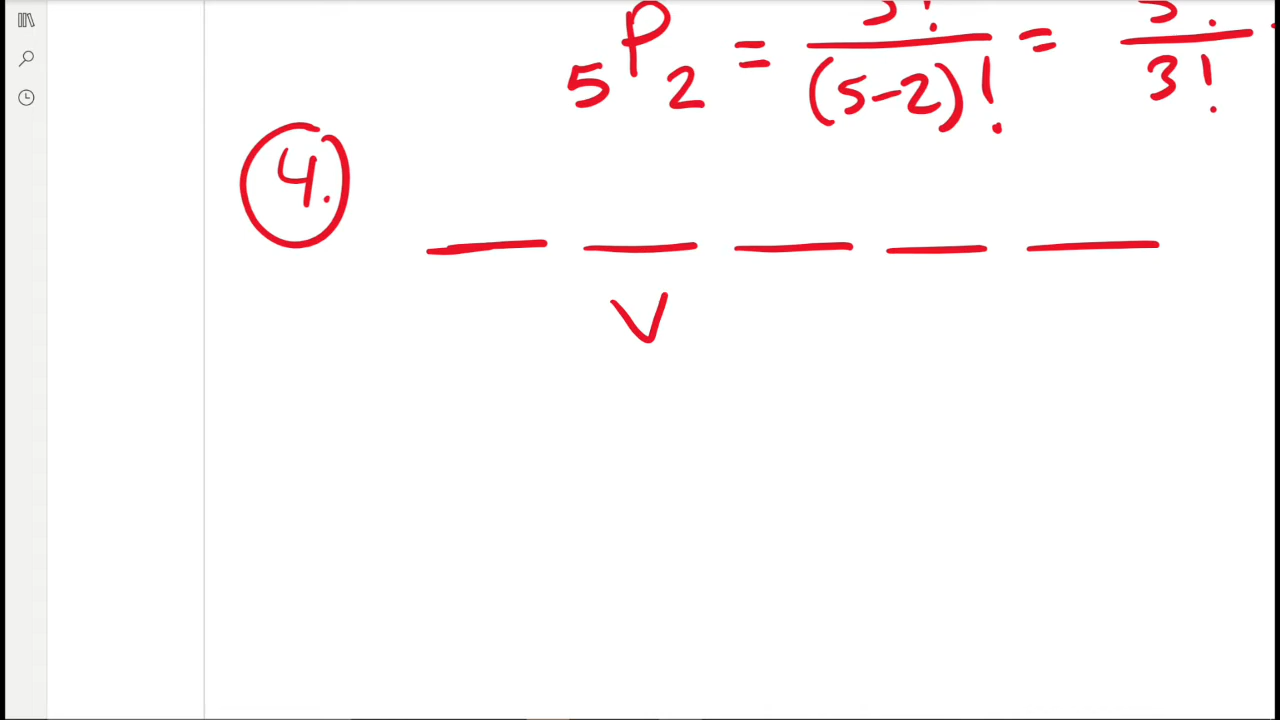 5P2 = 5!/(5-2)! = 5!/3!
4.
V